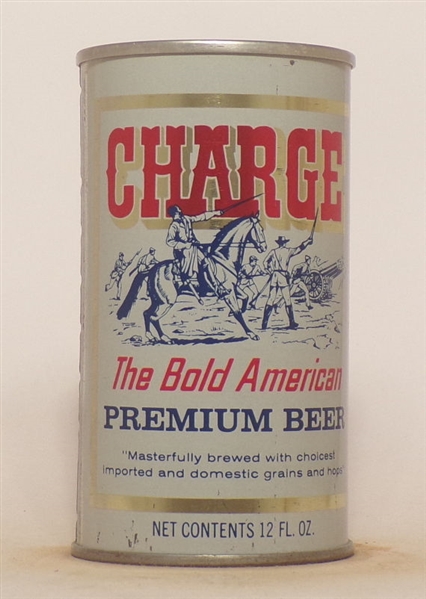 CHARGE
The Bold American
PREMIUM BEER
"Masterfully brewed with choicest
imported and domestic grains and hops"
NET CONTENTS 12 FL. OZ.